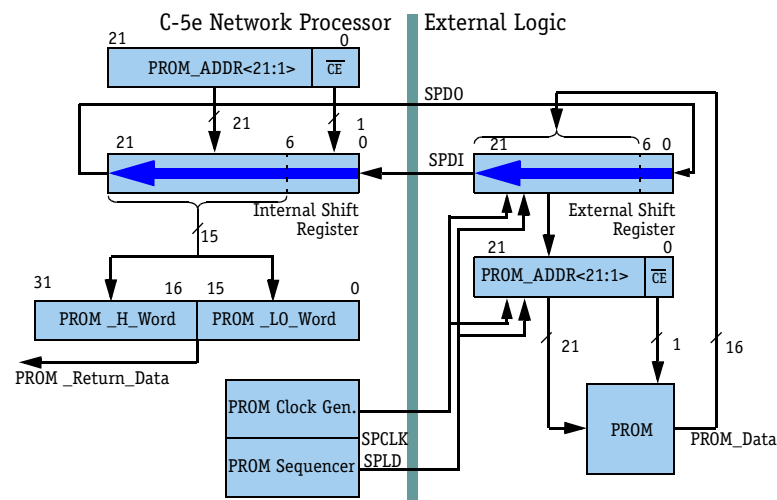 C-5e Network Processor
External Logic
21 0
PROM_ADDR<21:1> CE
SPDO
21 1
21 6 0
SPDI
21 6 0
Internal Shift
Register
External Shift
Register
15
21 0
PROM_ADDR<21:1> CE
31 16 15 0
PROM _H_Word PROM _LO_Word
21 1 16
PROM _Return_Data
PROM Clock Gen.
SPCLK
PROM Sequencer
SPLD
PROM
PROM_Data